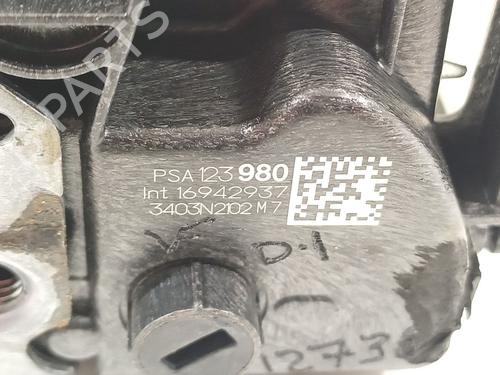 PARTS
PSA 123 980
Int 16942937
3403N2102 M7
D-1
1273